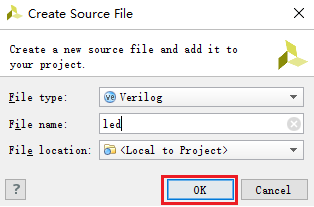 Create Source File
Create a new source file and add it to
your project.
File type: Verilog
File name: led
File location: <Local to Project>
? OK Cancel